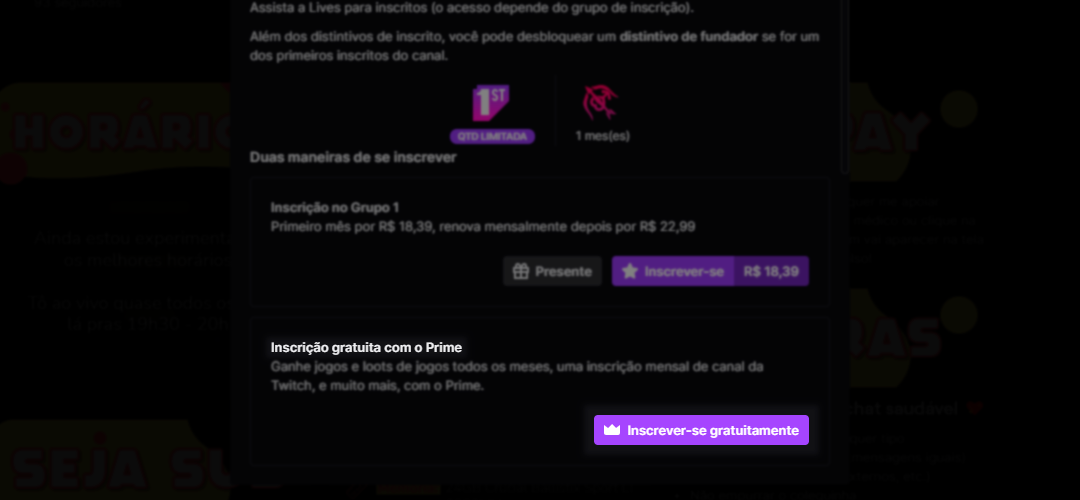 Assista a Lives para inscritos (o acesso depende do grupo de inscrição).
Além dos distintivos de inscrito, você pode desbloquear um distintivo de fundador se for um
dos primeiros inscritos do canal.
1ST
QTD LIMITADA
1 mes(es)
Duas maneiras de se inscrever
Inscrição no Grupo 1
Primeiro mês por R$ 18,39, renova mensalmente depois por R$ 22,99
Presente
Inscrever-se
R$ 18,39
Inscrição gratuita com o Prime
Ganhe jogos e loots de jogos todos os meses, uma inscrição mensal de canal da
Twitch, e muito mais, com o Prime.
Inscrever-se gratuitamente
HORÁRIO
SEJA SU